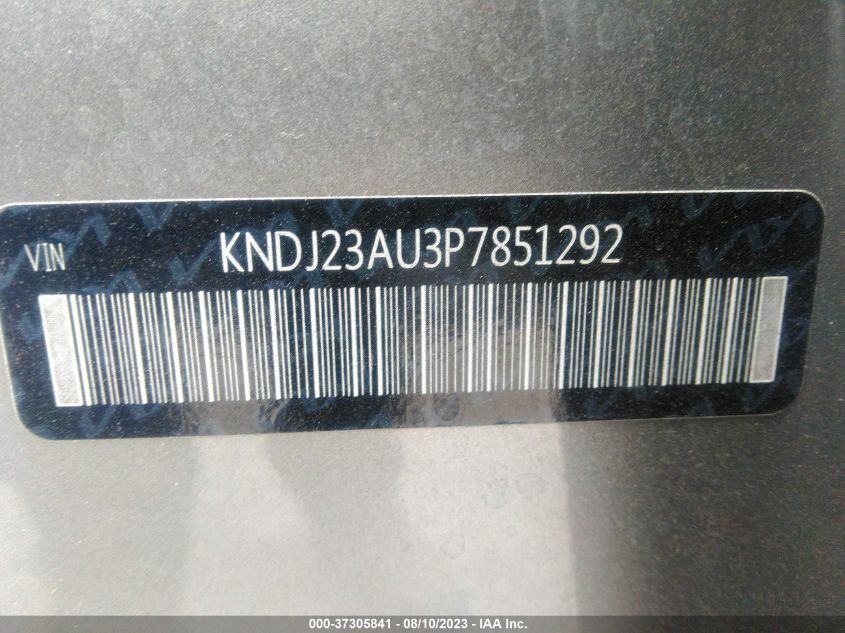 VIN KNDJ23AU3P7851292
000-37305841 - 08/10/2023 - IAA Inc.